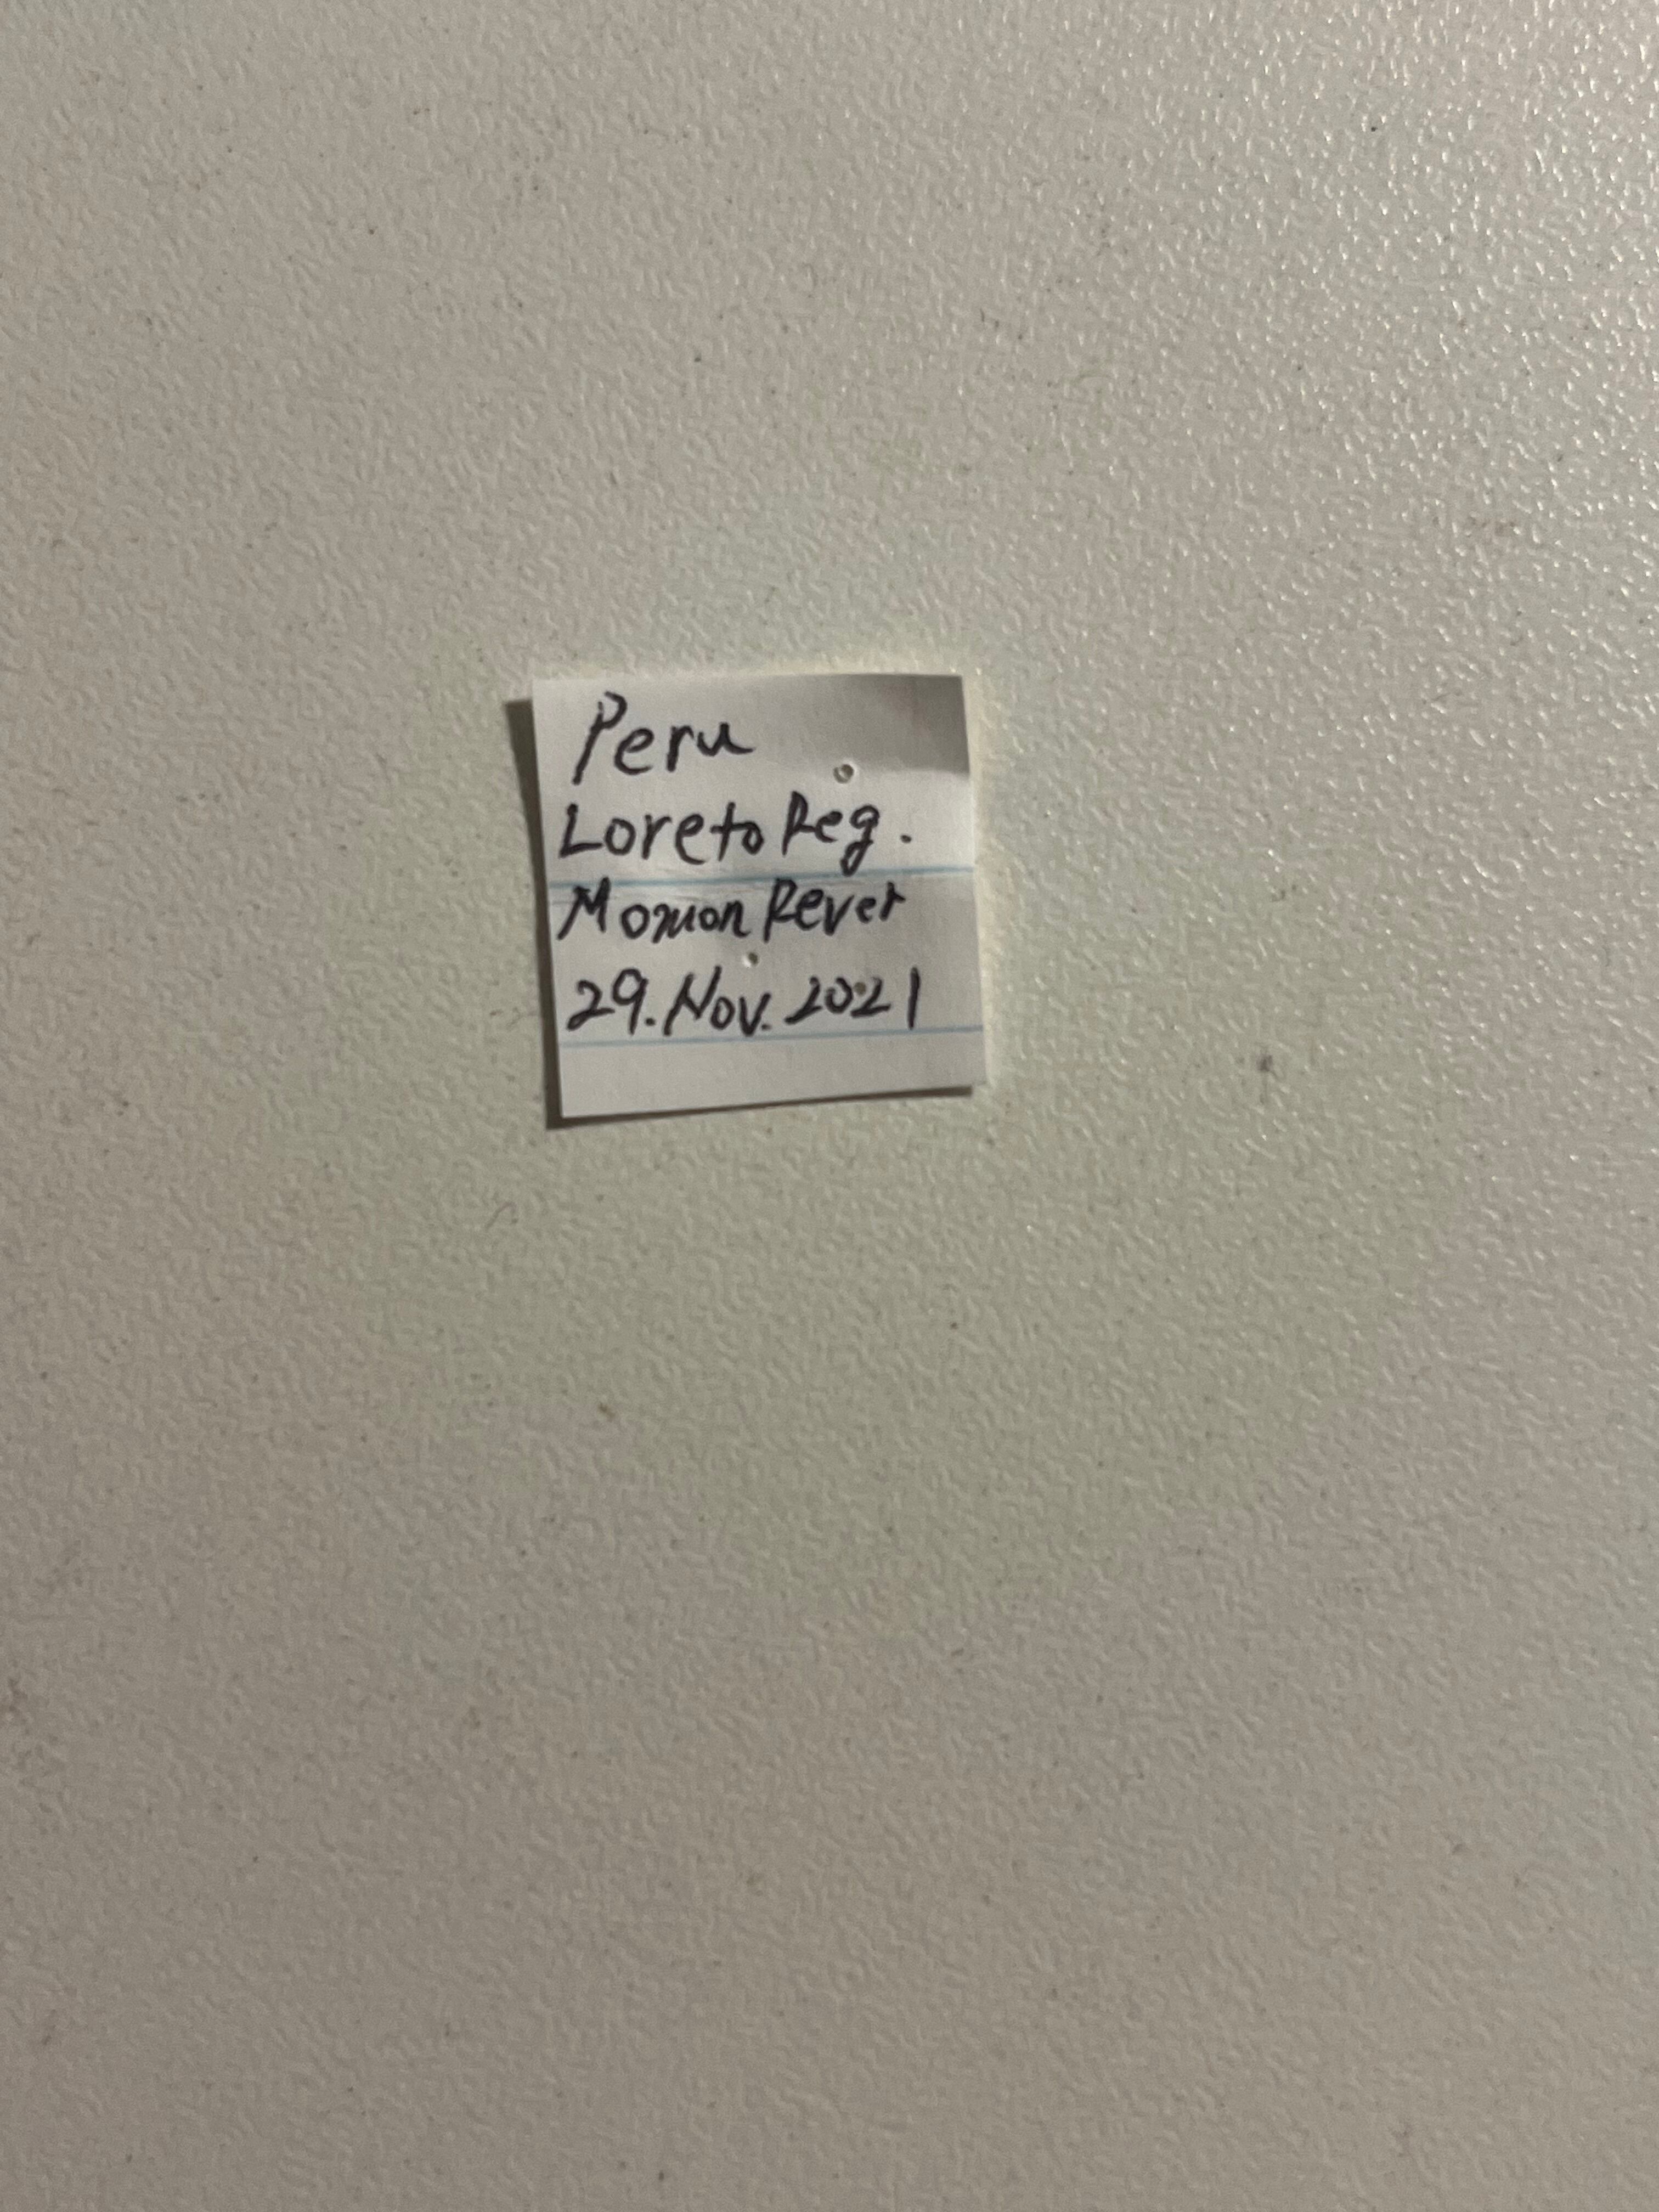 Peru
Loreto Reg.
Momon Rever
29. Nov. 2021